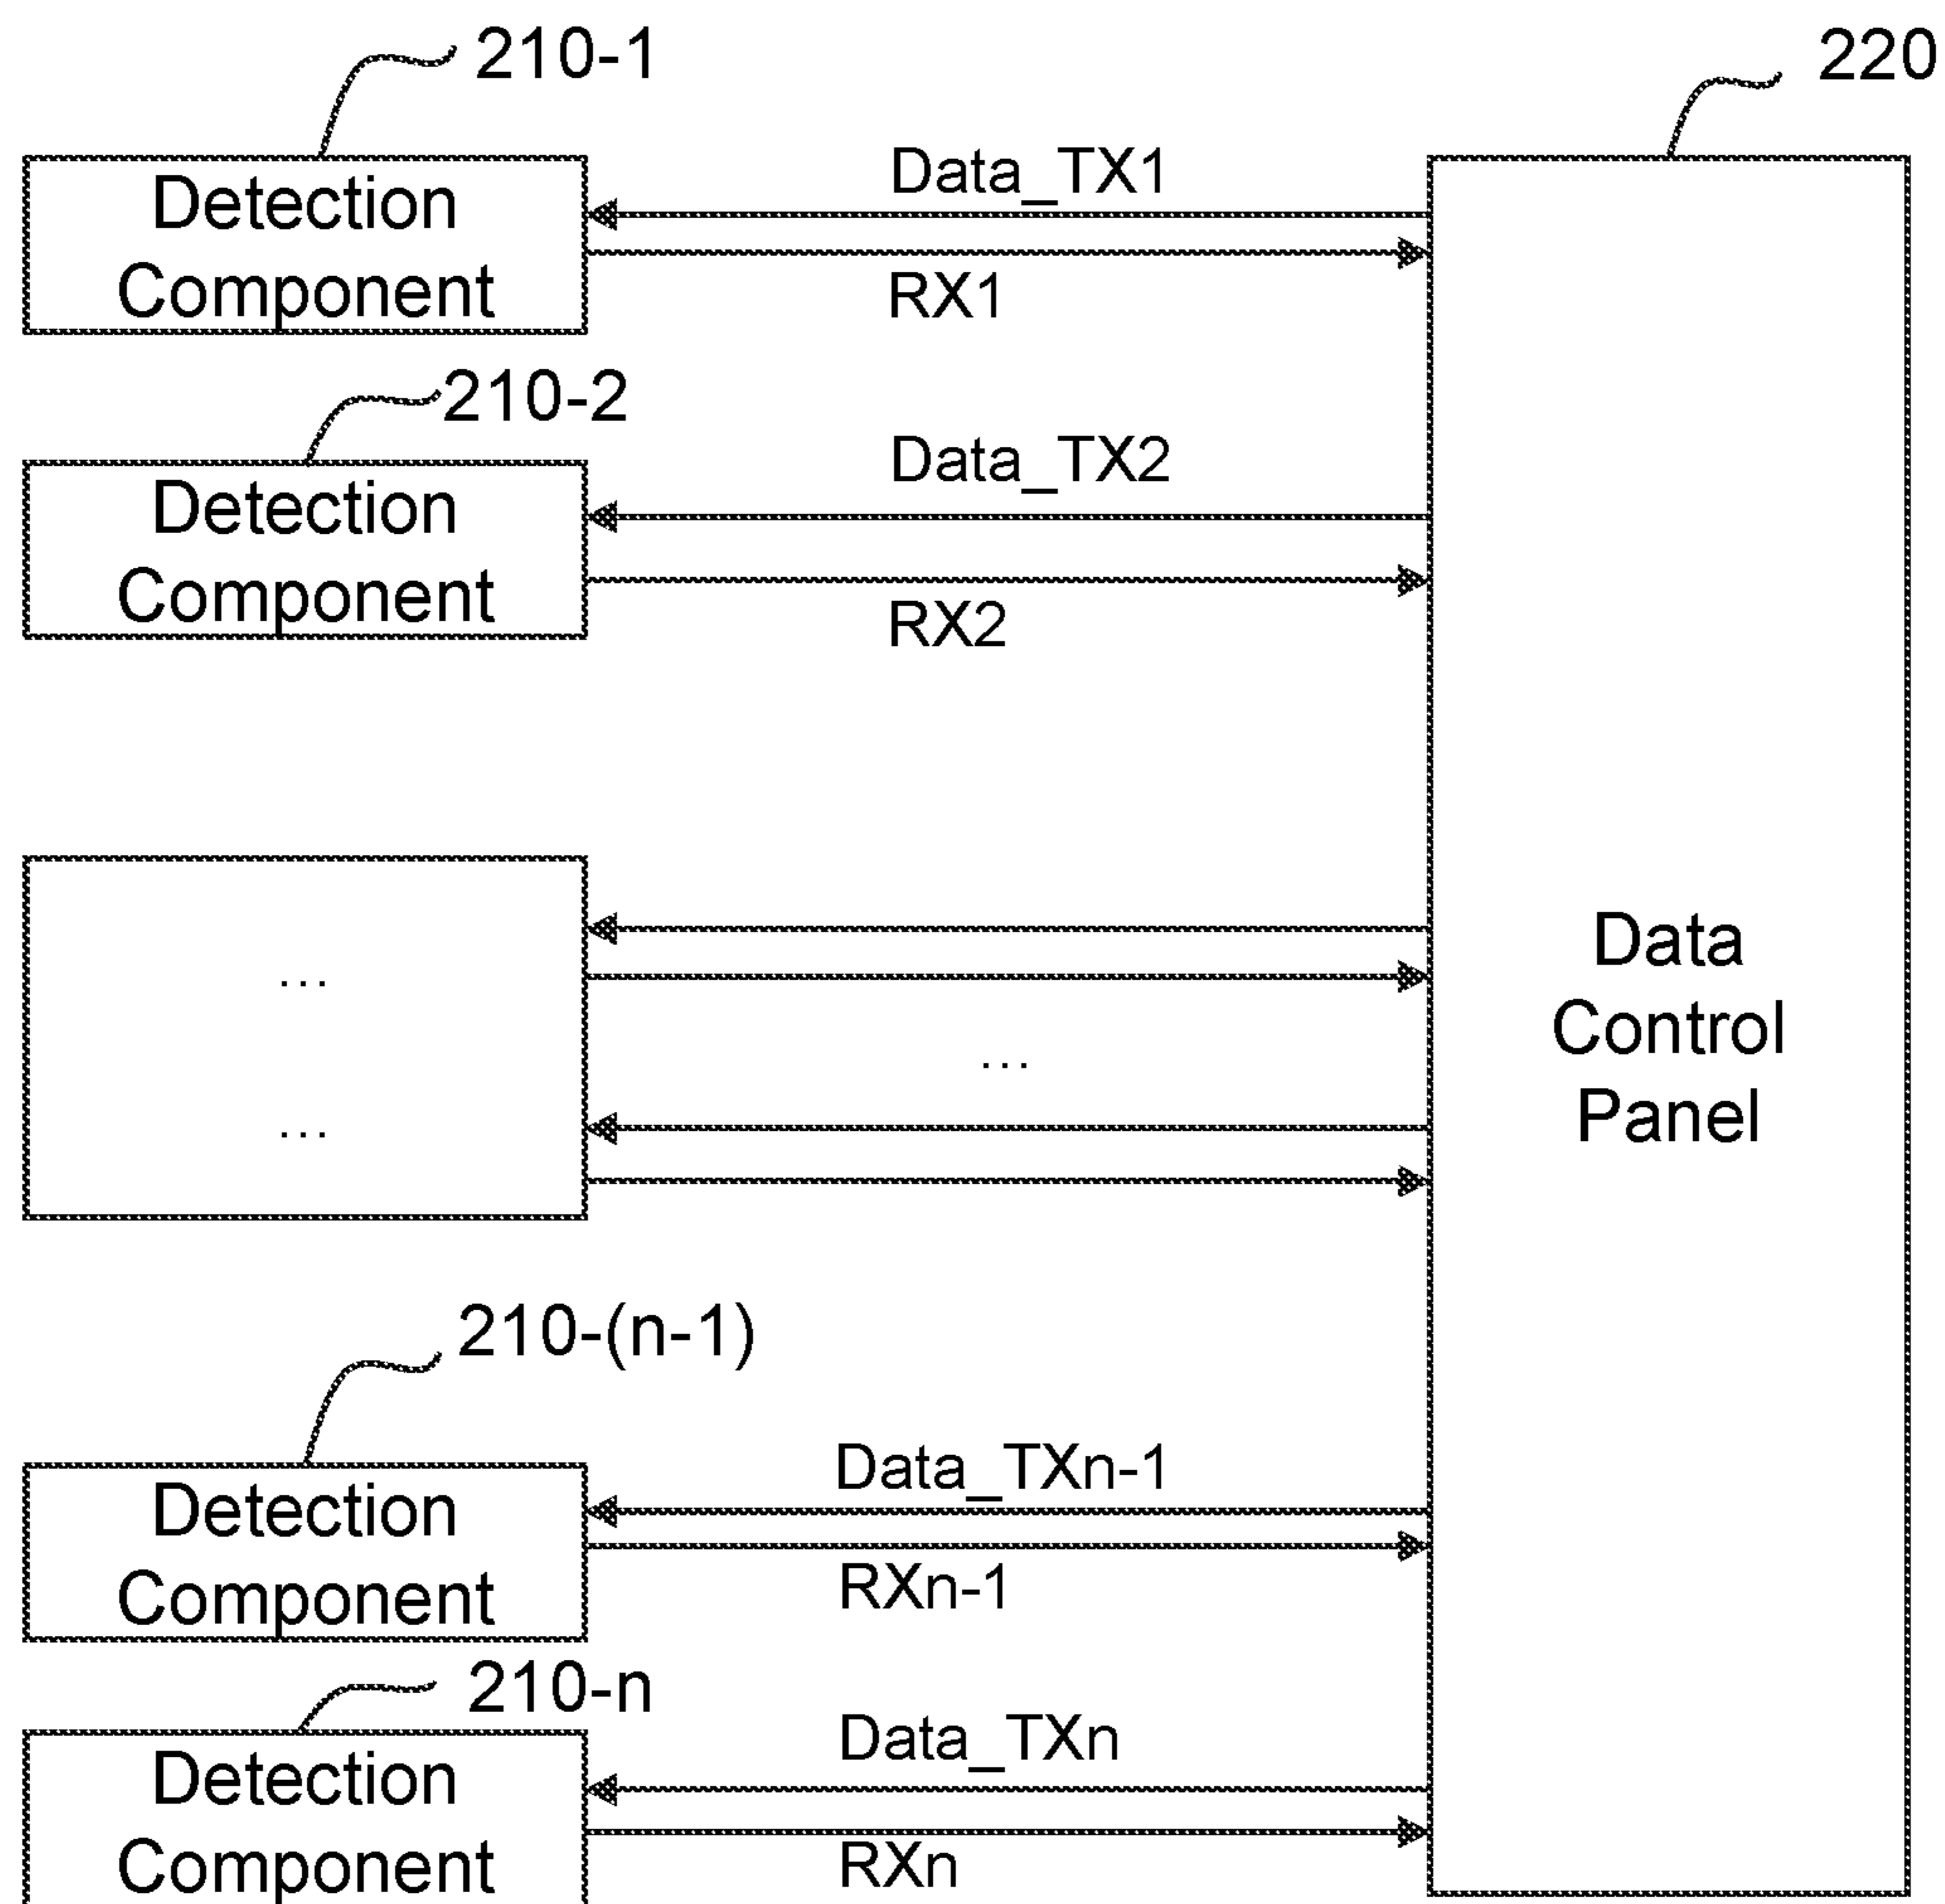 210-1
220
Detection
Component
Data_TX1
RX1
210-2
Detection
Component
Data_TX2
RX2
...
...
...
Data
Control
Panel
210-(n-1)
Detection
Component
Data_TXn-1
RXn-1
210-n
Detection
Component
Data_TXn
RXn